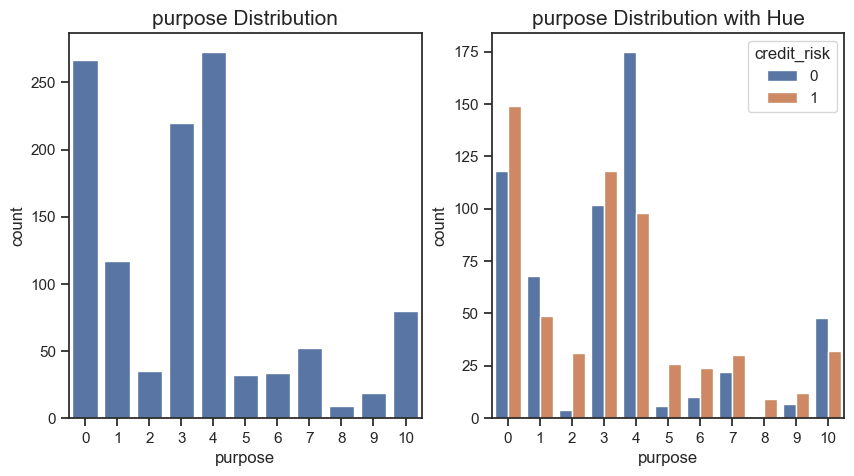 purpose Distribution
250
200
150
100
50
0
count
0 1 2 3 4 5 6 7 8 9 10
purpose
purpose Distribution with Hue
credit_risk
0
1
175
150
125
100
75
50
25
0
count
0 1 2 3 4 5 6 7 8 9 10
purpose